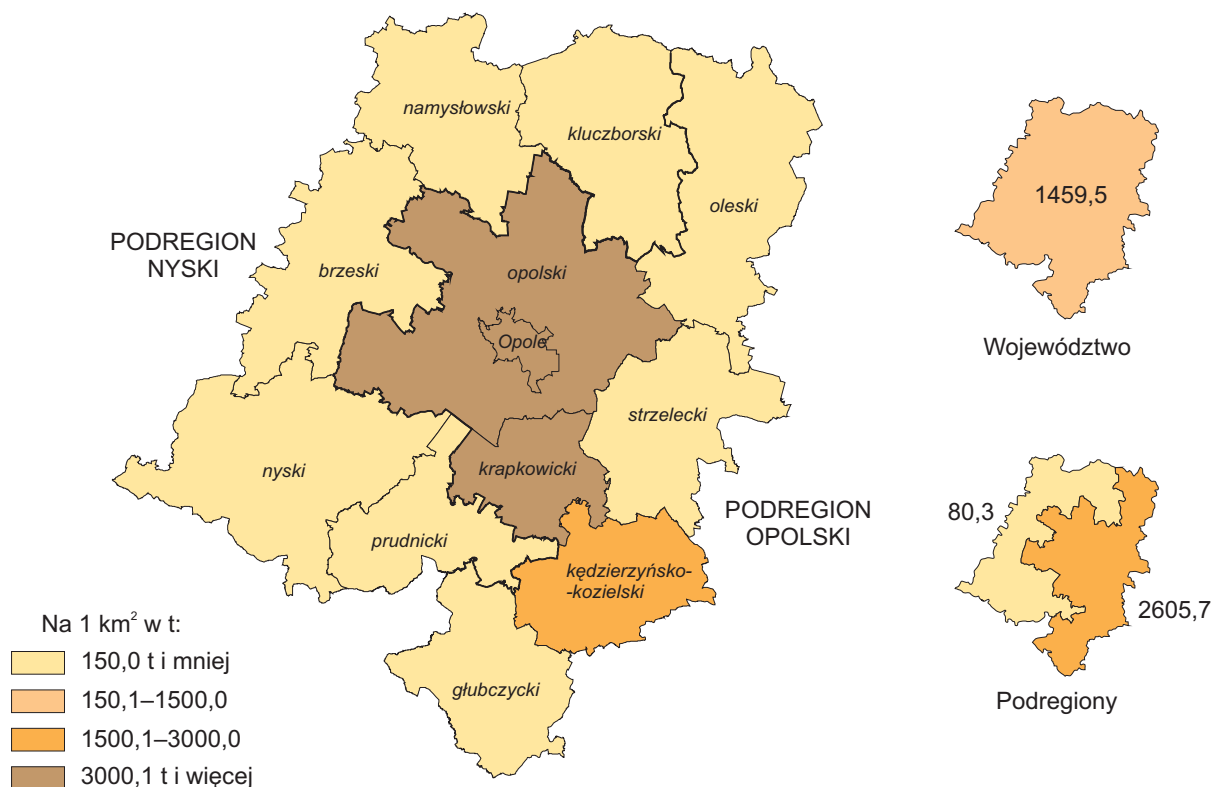 namysłowski
kluczborski
oleski
PODREGION
NYSKI
brzeski
opolski
Opole
strzelecki
nyski
krapkowicki
PODREGION
OPOLSKI
prudnicki
kędzierzyńsko-
-kozielski
głubczycki
Na 1 km² w t:
150,0 t i mniej
150,1–1500,0
1500,1–3000,0
3000,1 t i więcej
1459,5
Województwo
80,3
2605,7
Podregiony